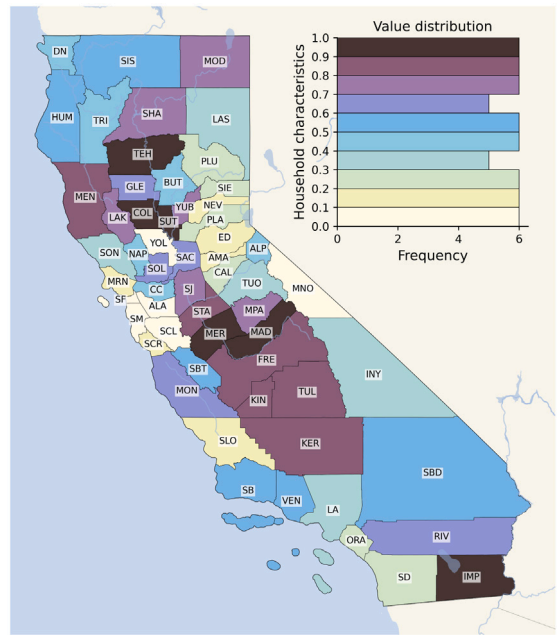 Value distribution
Household characteristics
1.0
0.9
0.8
0.7
0.6
0.5
0.4
0.3
0.2
0.1
0.0
0 2 4 6
Frequency
DN
SIS
MOD
HUM
TRI
SHA
LAS
TEH
PLU
MEN
GLE
BUT
SIE
LAK
COL
SUT
YUB
NEV
PLA
SON
NAP
YOL
ED
ALP
SOL
SAC
AMA
CAL
MRN
CC
SJ
TUO
MNO
SF
ALA
SM
SCL
STA
MPA
SCR
MER
MAD
FRE
SBT
INY
MON
KIN
TUL
SLO
KER
SB
VEN
LA
SBD
ORA
RIV
SD
IMP